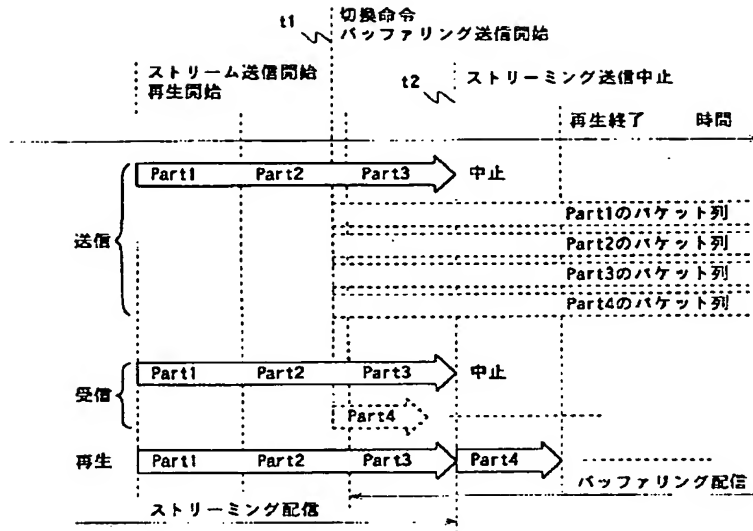 t1
切換命令
バッファリング送信開始
ストリーム送信開始
再生開始
t2
ストリーミング送信中止
再生終了
時間
送信
Part1
Part2
Part3
中止
Part1のパケット列
Part2のパケット列
Part3のパケット列
Part4のパケット列
受信
Part1
Part2
Part3
中止
Part4
再生
Part1
Part2
Part3
Part4
バッファリング配信
ストリーミング配信